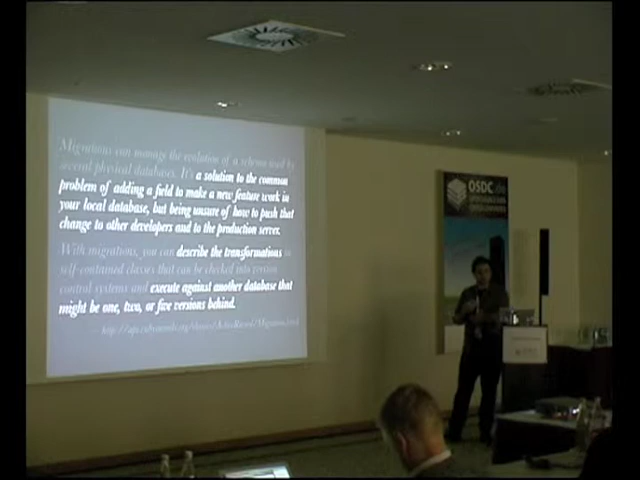 Migrations can manage the evolution of a schema used by
several physical databases. It's a solution to the common
problem of adding a field to make a new feature work in
your local database, but being unsure of how to push that
change to other developers and to the production server.
With migrations, you can describe the transformations in
self-contained classes that can be checked into version
control systems and execute against another database that
might be one, two, or five versions behind.
OSDC.de